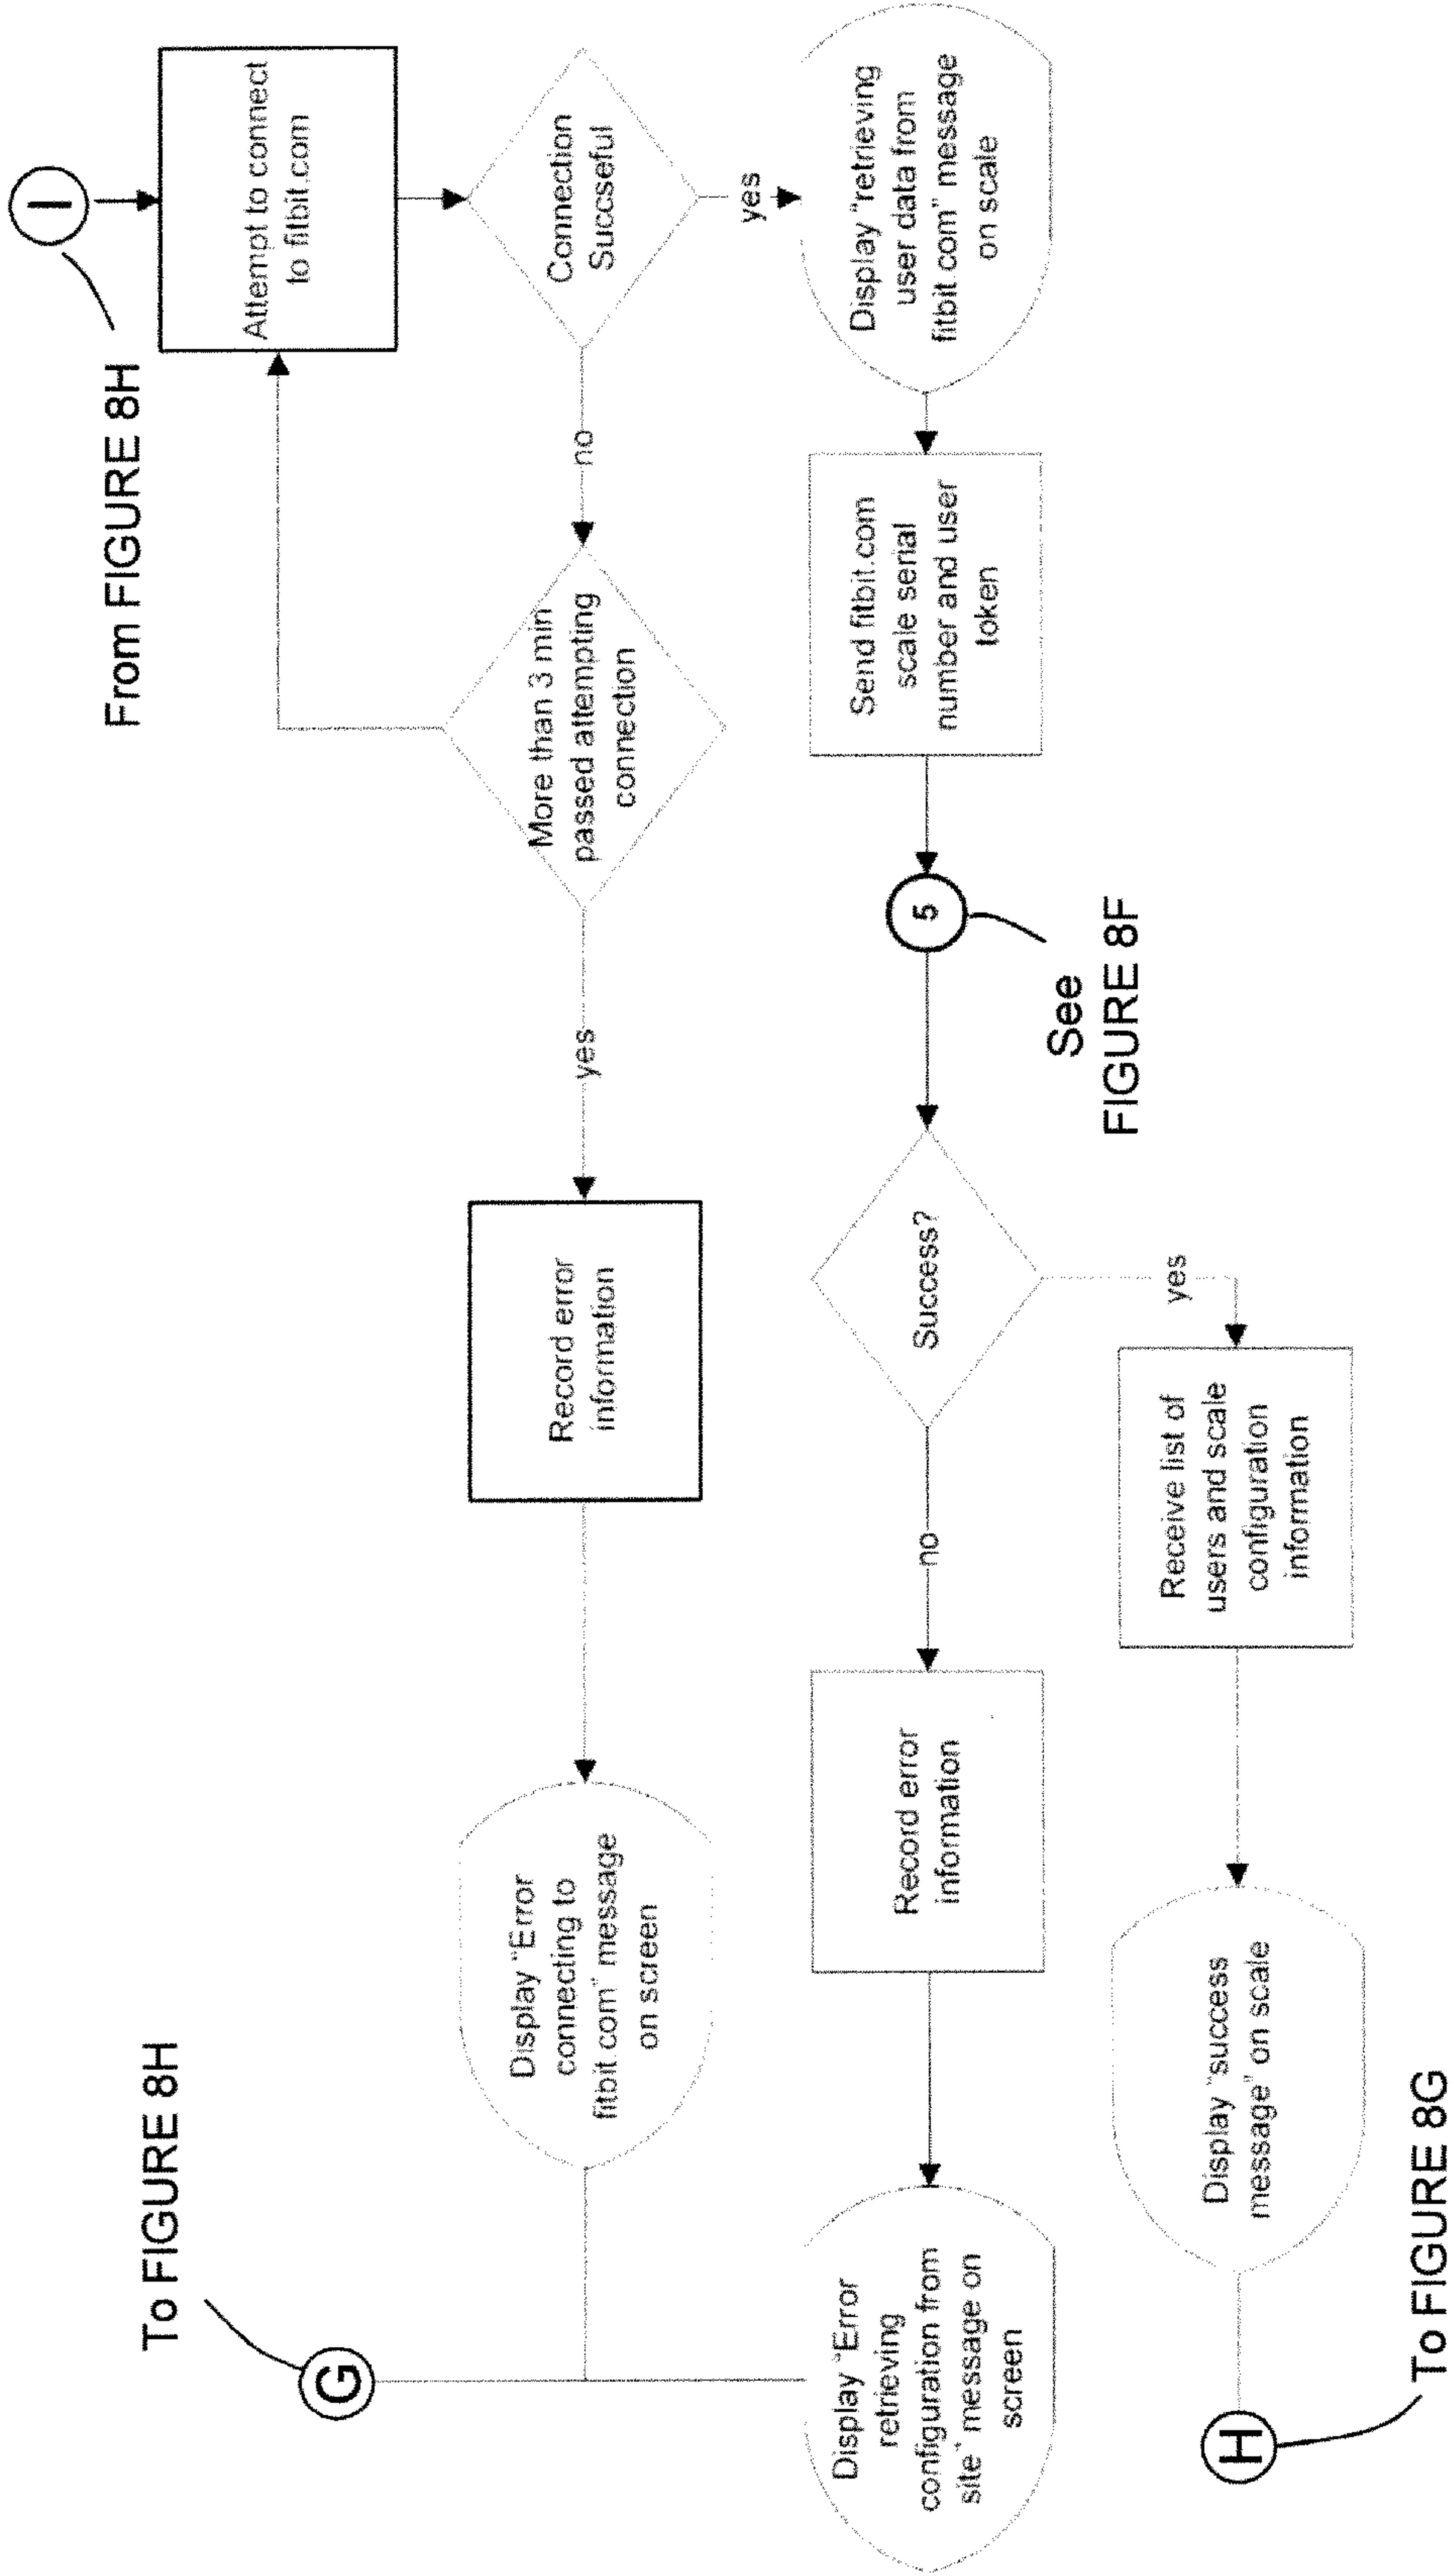 I
From FIGURE 8H
Attempt to connect
to fitbit.com
Connection
Succseful
no
yes
More than 3 min
passed attempting
connection
yes
Record error
information
Display "Error
connecting to
fitbit.com" message
on screen
G
To FIGURE 8H
Display "retrieving
user data from
fitbit.com" message
on scale
Send fitbit.com
scale serial
number and user
token
5
See
FIGURE 8F
Success?
no
yes
Record error
information
Display "Error
retrieving
configuration from
site" message on
screen
Receive list of
users and scale
configuration
information
Display "success
message" on scale
H
To FIGURE 8G